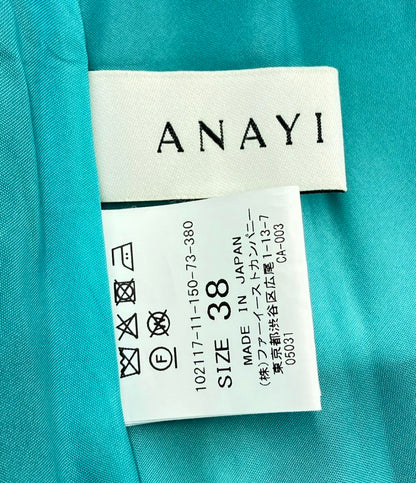 ANAYI
102117-11-150-73-380
SIZE 38
MADE IN JAPAN
(株)ファーイーストカンパニー
東京都渋谷区広尾1-13-7
05031 CA-003